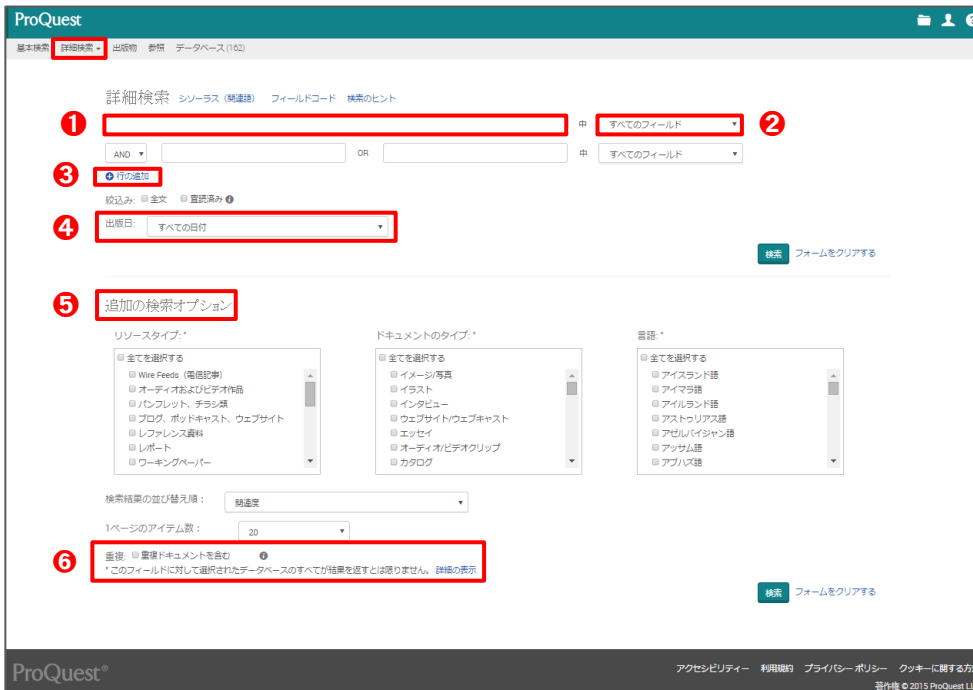 ProQuest
基本検索 詳細検索 出版物 参照 データベース (162)
詳細検索 シソーラス (関連語) フィールドコード 検索のヒント
1 中 すべてのフィールド 2
AND OR 中 すべてのフィールド
3 行の追加
絞込み: 全文 査読済み
4 出版日: すべての日付
検索 フォームをクリアする
5 追加の検索オプション
リソースタイプ: * ドキュメントのタイプ: * 言語: *
全てを選択する 全てを選択する 全てを選択する
Wire Feeds (電信記事) イメージ/写真 アイスランド語
オーディオおよびビデオ作品 イラスト アイマラ語
パンフレット、チラシ類 インタビュー アイルランド語
ブログ、ポッドキャスト、ウェブサイト ウェブサイト/ウェブキャスト アストゥリアス語
レファレンス資料 エッセイ アゼルバイジャン語
レポート オーディオ/ビデオクリップ アッサム語
ワーキングペーパー カタログ アブハズ語
検索結果の並び替え順: 関連度
1ページのアイテム数: 20
6 重複: 重複ドキュメントを含む
* このフィールドに対して選択されたデータベースのすべてが結果を返すとは限りません。 詳細の表示
検索 フォームをクリアする
ProQuest® アクセシビリティー 利用規約 プライバシーポリシー クッキーに関する方
著作権 © 2015 ProQuest LL